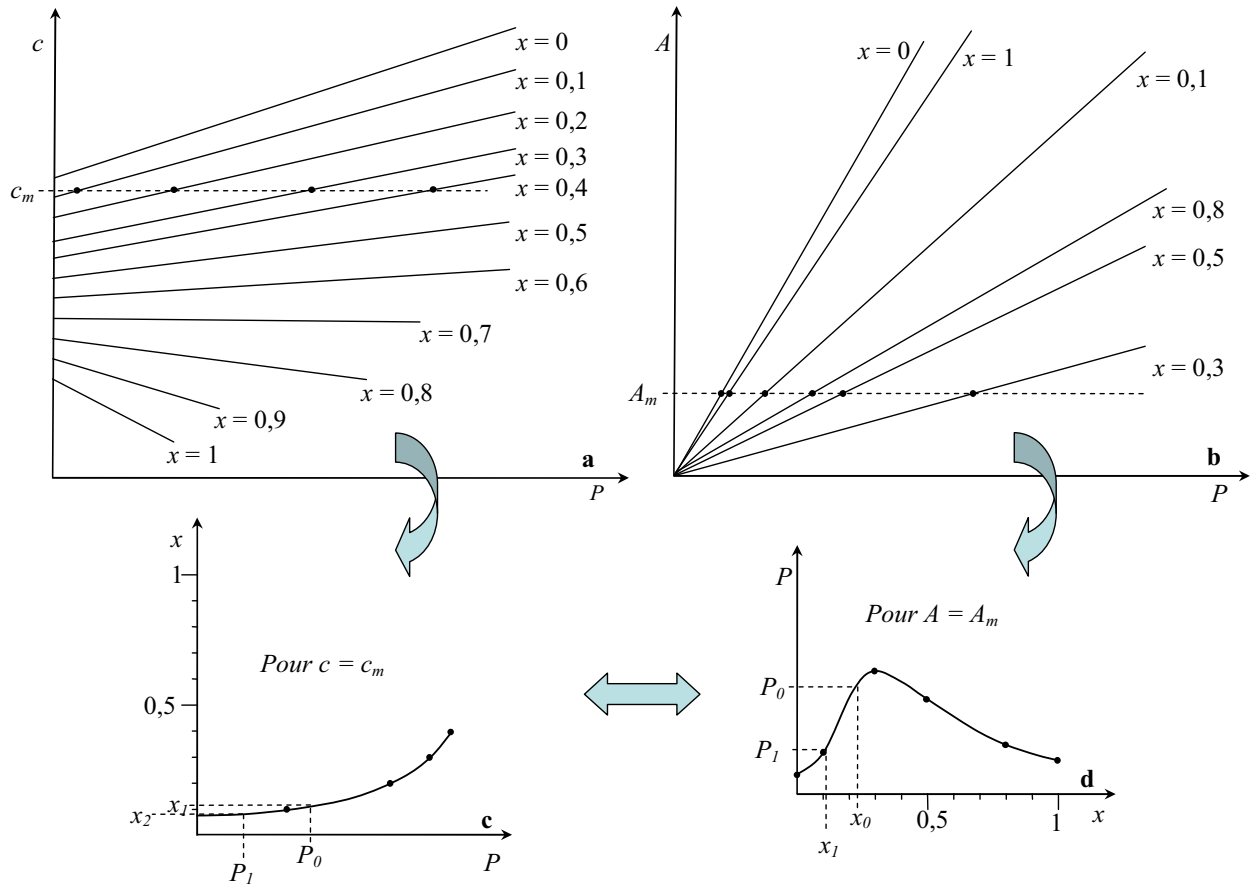 c
x = 0
x = 0,1
x = 0,2
x = 0,3
c_m
x = 0,4
x = 0,5
x = 0,6
x = 0,7
x = 0,8
x = 0,9
x = 1
a
P
A
x = 0
x = 1
x = 0,1
x = 0,8
x = 0,5
x = 0,3
A_m
b
P
x
1
Pour c = c_m
0,5
x_1
x_2
c
P_1
P_0
P
P
Pour A = A_m
P_0
P_1
d
x_1
x_0
0,5
1
x